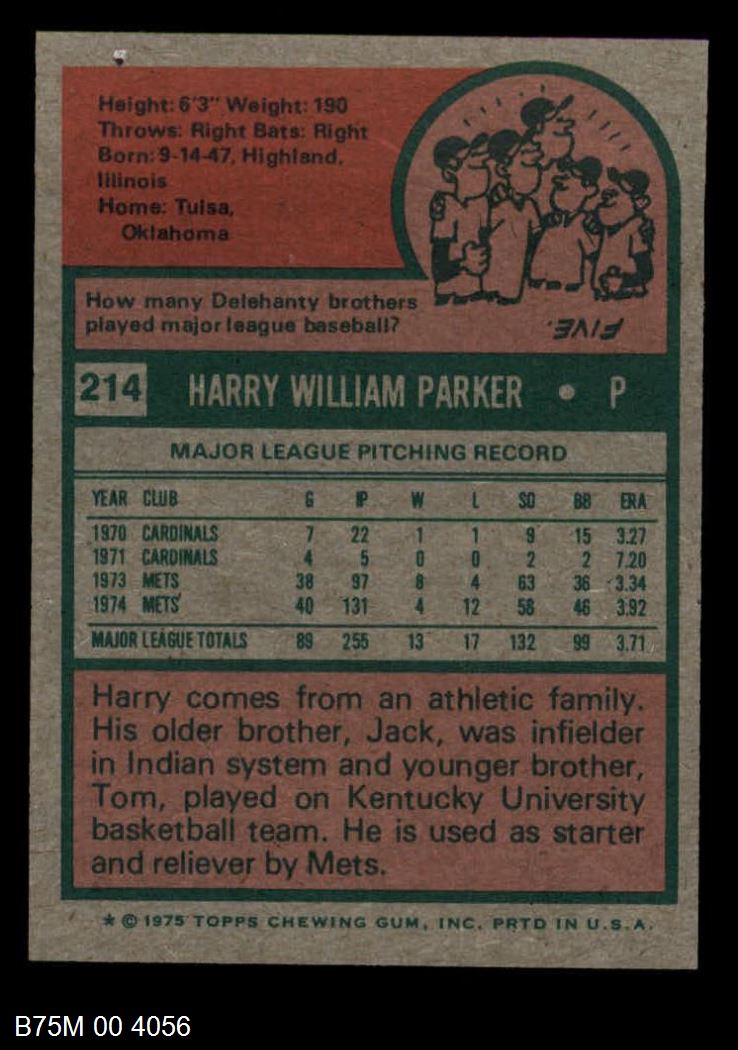 Height: 6'3" Weight: 190
Throws: Right Bats: Right
Born: 9-14-47, Highland,
Illinois
Home: Tulsa,
Oklahoma
How many Delehanty brothers
played major league baseball?
FIVE.
214 HARRY WILLIAM PARKER • P
MAJOR LEAGUE PITCHING RECORD
YEAR CLUB G IP W L SO BB ERA
1970 CARDINALS 7 22 1 1 9 15 3.27
1971 CARDINALS 4 5 0 0 2 2 7.20
1973 METS 38 97 8 4 63 36 3.34
1974 METS 40 131 4 12 58 46 3.92
MAJOR LEAGUE TOTALS 89 255 13 17 132 99 3.71
Harry comes from an athletic family.
His older brother, Jack, was infielder
in Indian system and younger brother,
Tom, played on Kentucky University
basketball team. He is used as starter
and reliever by Mets.
* © 1975 TOPPS CHEWING GUM, INC. PRTD IN U.S.A.
B75M 00 4056